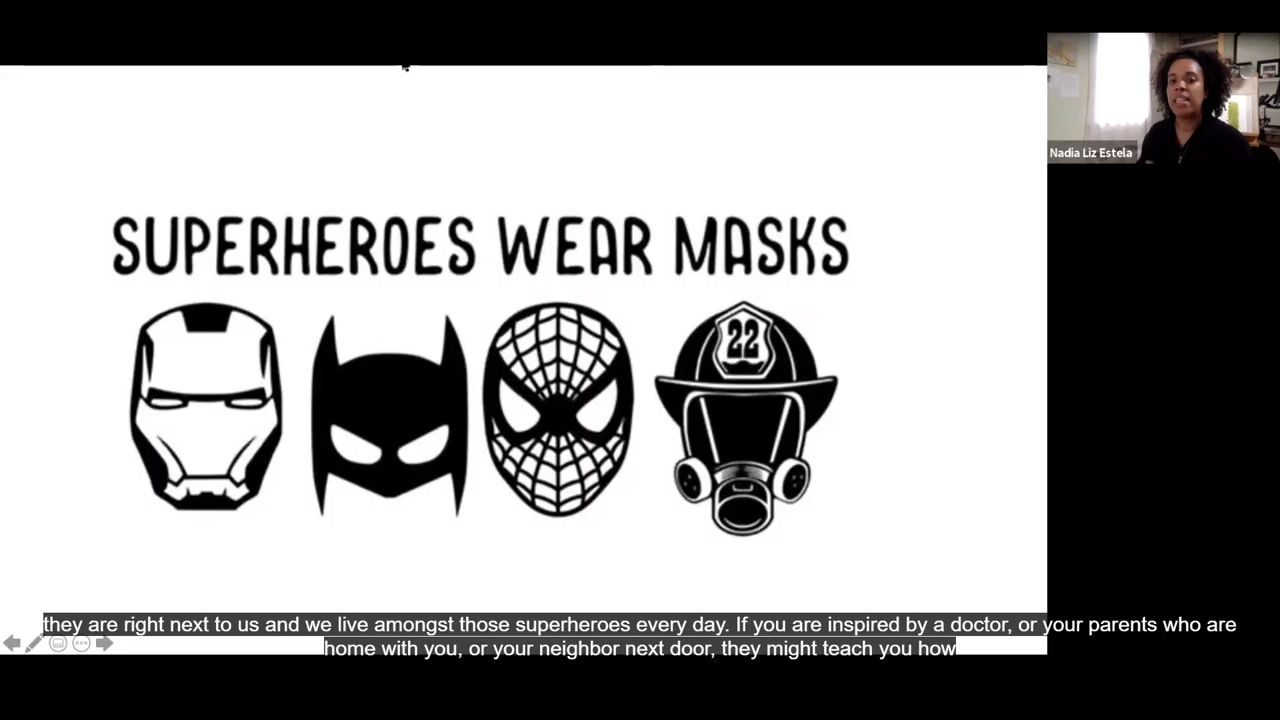 Nadia Liz Estela
SUPERHEROES WEAR MASKS
22
they are right next to us and we live amongst those superheroes every day. If you are inspired by a doctor, or your parents who are
home with you, or your neighbor next door, they might teach you how